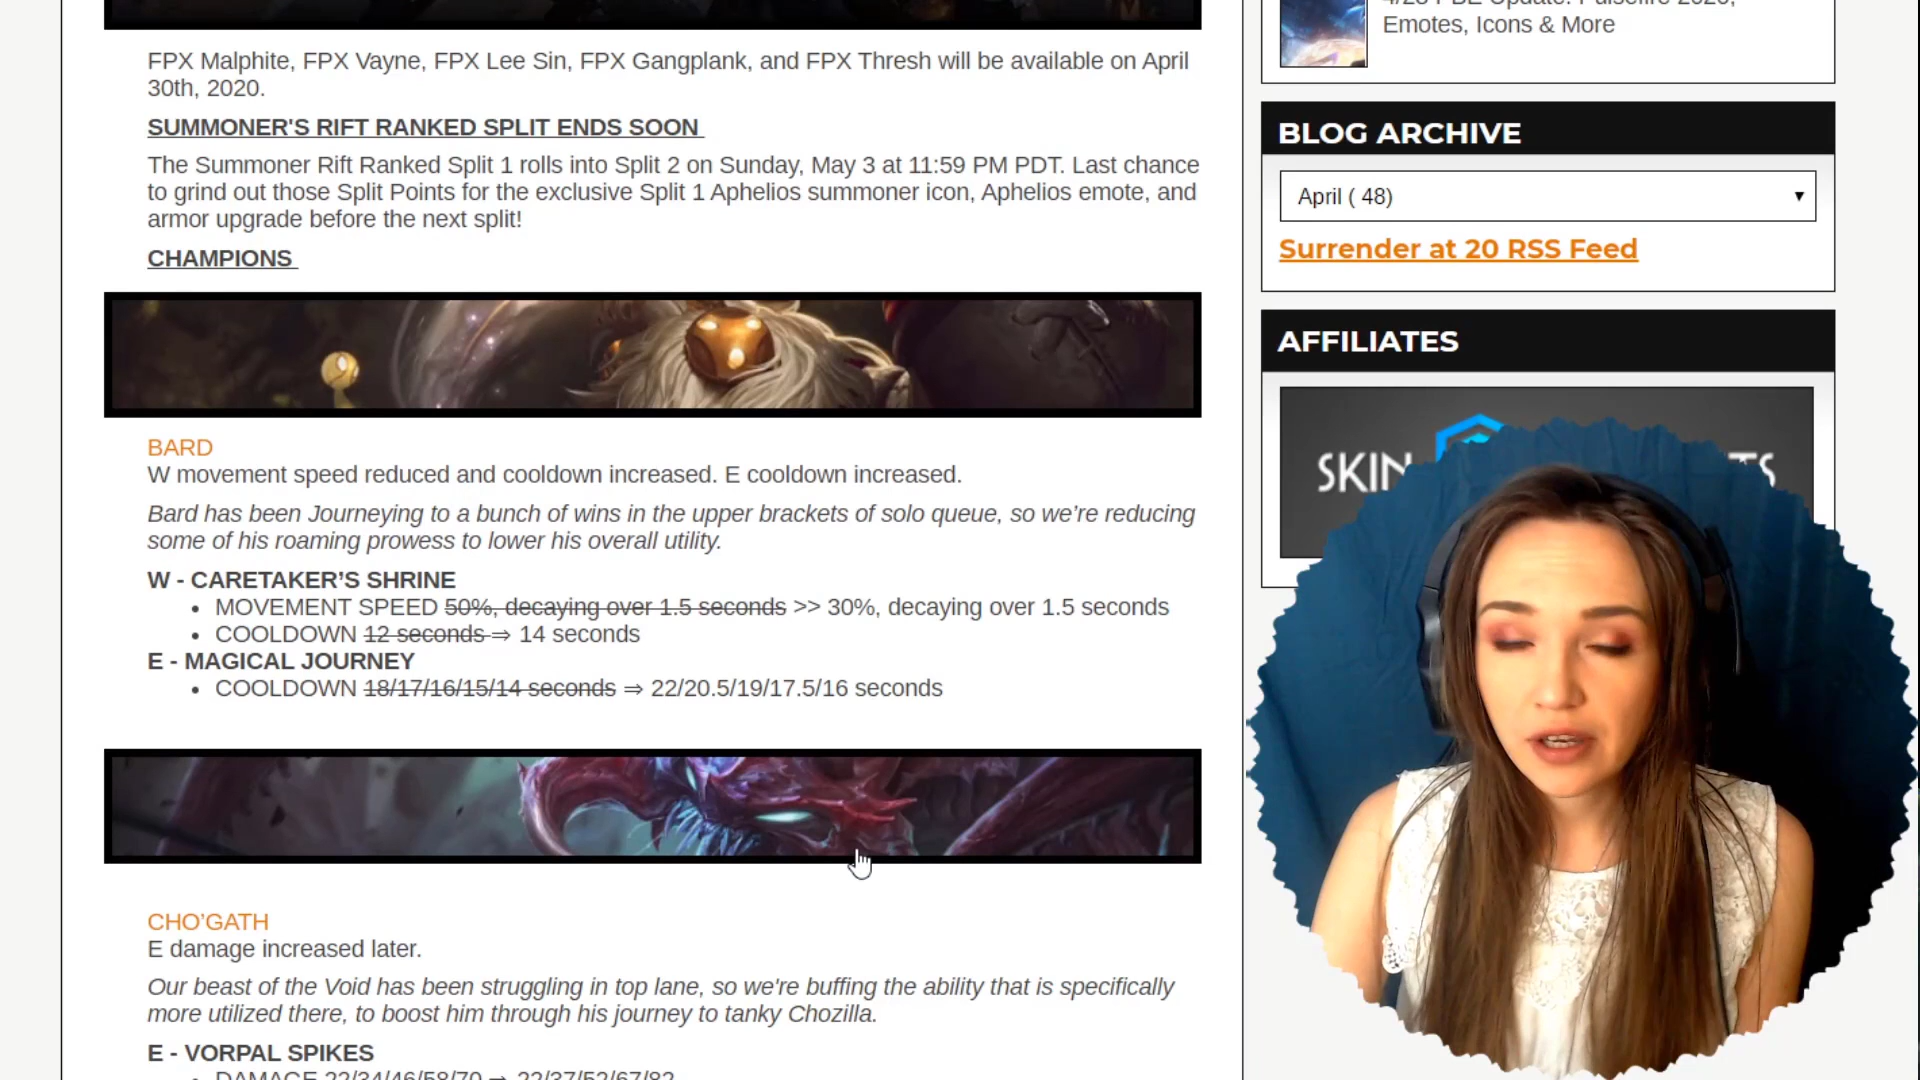 FPX Malphite, FPX Vayne, FPX Lee Sin, FPX Gangplank, and FPX Thresh will be available on April
30th, 2020.
SUMMONER'S RIFT RANKED SPLIT ENDS SOON
The Summoner Rift Ranked Split 1 rolls into Split 2 on Sunday, May 3 at 11:59 PM PDT. Last chance
to grind out those Split Points for the exclusive Split 1 Aphelios summoner icon, Aphelios emote, and
armor upgrade before the next split!
CHAMPIONS
BARD
W movement speed reduced and cooldown increased. E cooldown increased.
Bard has been Journeying to a bunch of wins in the upper brackets of solo queue, so we’re reducing
some of his roaming prowess to lower his overall utility.
W - CARETAKER’S SHRINE
• MOVEMENT SPEED 50%, decaying over 1.5 seconds >> 30%, decaying over 1.5 seconds
• COOLDOWN 12 seconds ⇒ 14 seconds
E - MAGICAL JOURNEY
• COOLDOWN 18/17/16/15/14 seconds ⇒ 22/20.5/19/17.5/16 seconds
CHO’GATH
E damage increased later.
Our beast of the Void has been struggling in top lane, so we're buffing the ability that is specifically
more utilized there, to boost him through his journey to tanky Chozilla.
E - VORPAL SPIKES
• DAMAGE 22/34/46/58/70 ⇒ 22/37/52/67/82
4/28 PBE Update: Pulsefire 2020,
Emotes, Icons & More
BLOG ARCHIVE
April ( 48)
Surrender at 20 RSS Feed
AFFILIATES
SKIN